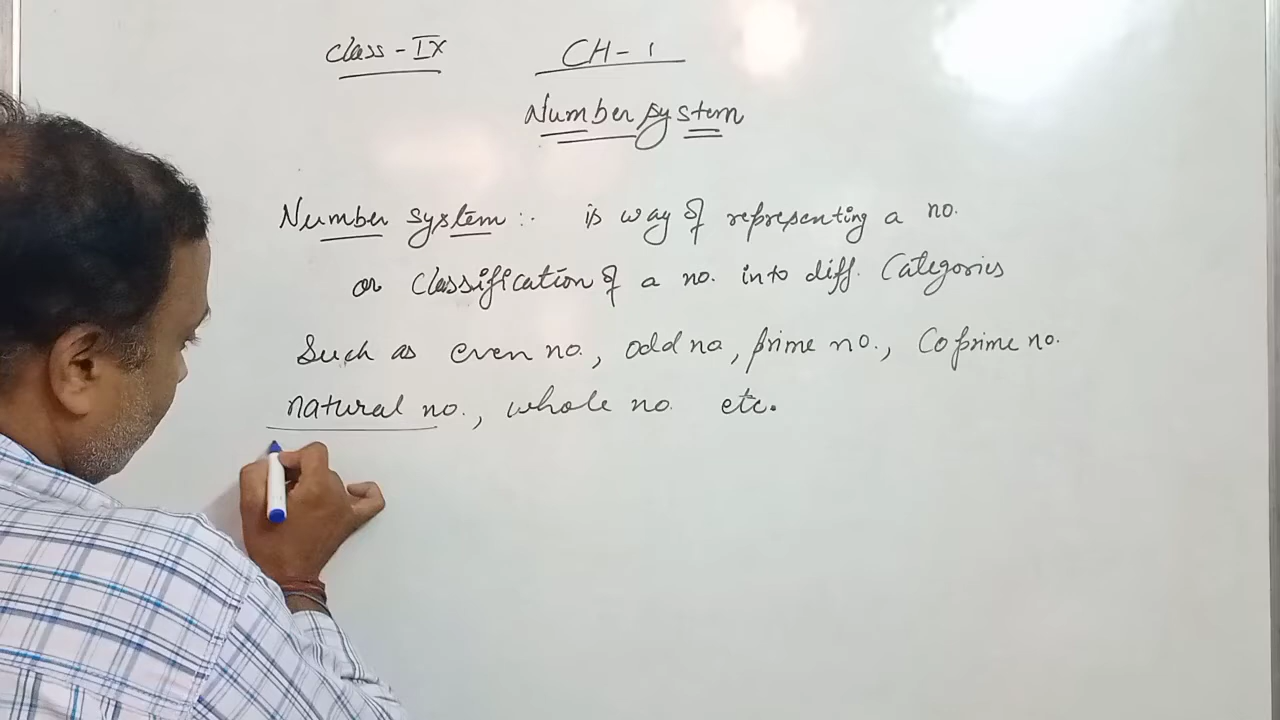 Class - IX CH - 1
Number system
Number system :- is way of representing a no.
or Classification of a no. into diff. Categories
Such as even no., odd no, prime no., Coprime no.
natural no., whole no. etc.